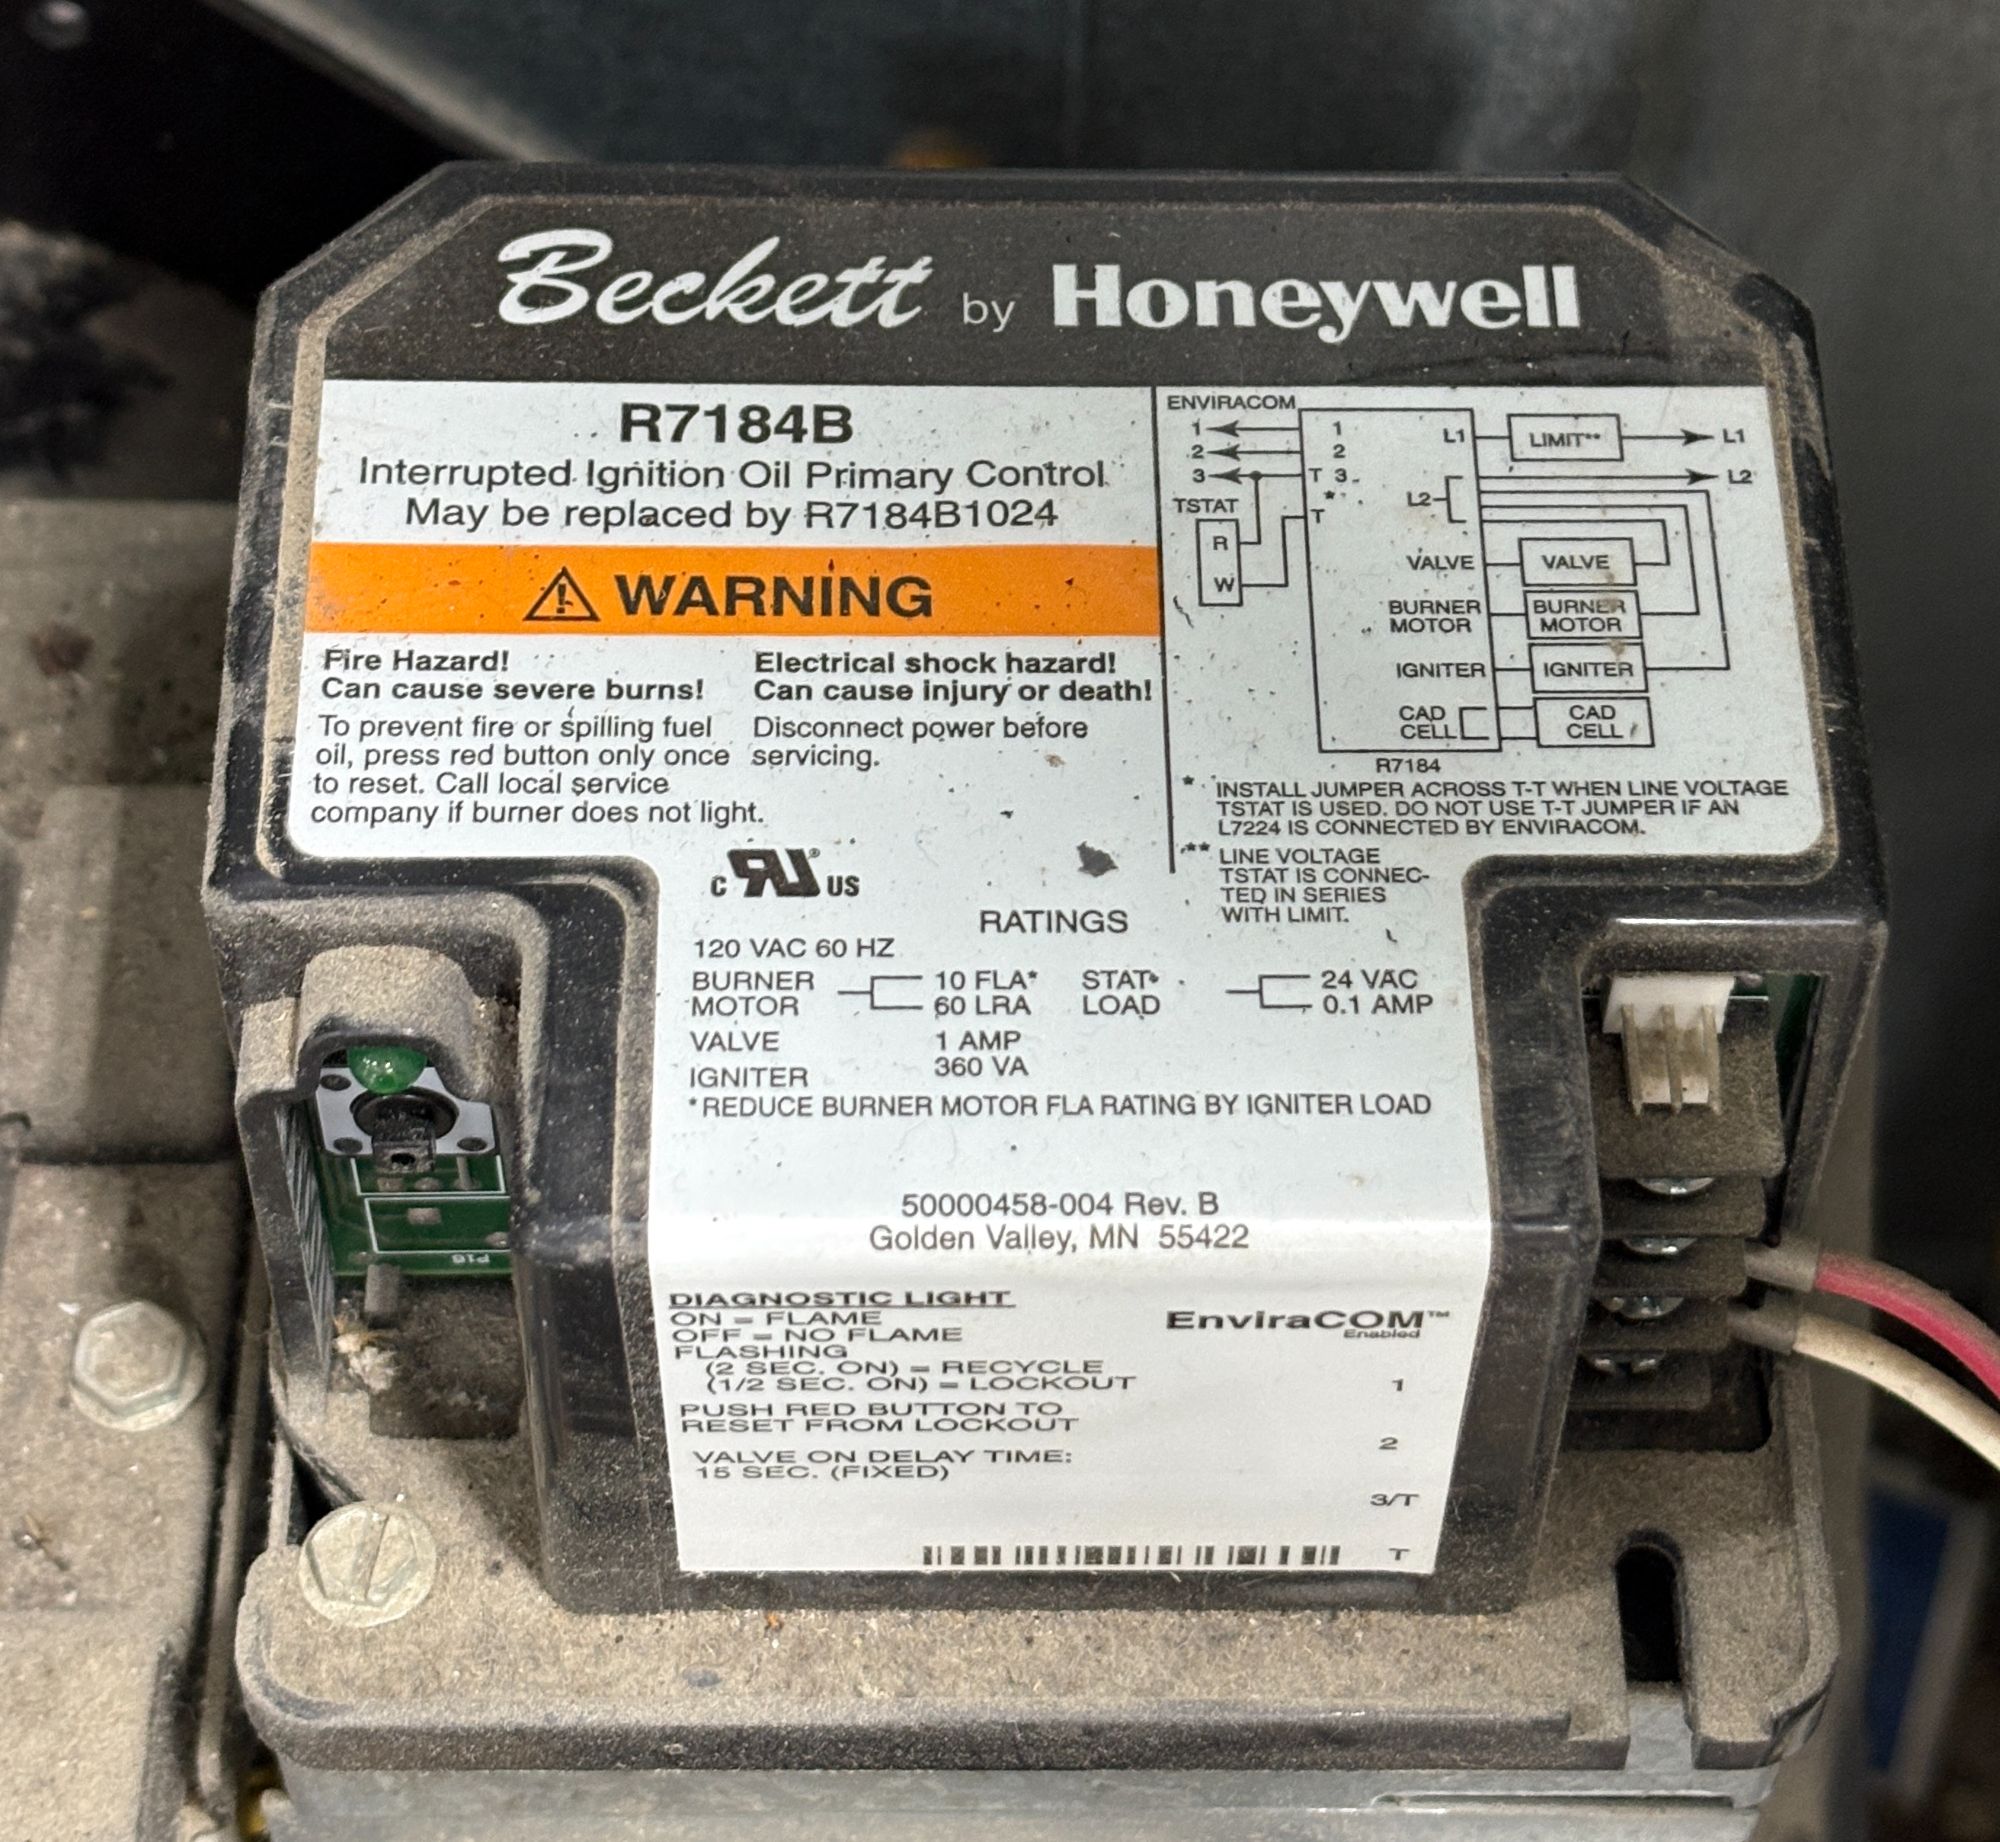 Beckett by Honeywell
R7184B
Interrupted Ignition Oil Primary Control
May be replaced by R7184B1024
WARNING
Fire Hazard!
Can cause severe burns!
To prevent fire or spilling fuel
oil, press red button only once
to reset. Call local service
company if burner does not light.
Electrical shock hazard!
Can cause injury or death!
Disconnect power before
servicing.
ENVIRACOM
1 1 L1 LIMIT** L1
2 2
3 T 3 L2 L2
TSTAT *
T
R
W
VALVE VALVE
BURNER MOTOR BURNER MOTOR
IGNITER IGNITER
CAD CELL CAD CELL
R7184
* INSTALL JUMPER ACROSS T-T WHEN LINE VOLTAGE
TSTAT IS USED. DO NOT USE T-T JUMPER IF AN
L7224 IS CONNECTED BY ENVIRACOM.
** LINE VOLTAGE
TSTAT IS CONNEC-
TED IN SERIES
WITH LIMIT.
C RU® US
RATINGS
120 VAC 60 HZ
BURNER MOTOR 10 FLA* 60 LRA STAT LOAD 24 VAC 0.1 AMP
VALVE 1 AMP
IGNITER 360 VA
*REDUCE BURNER MOTOR FLA RATING BY IGNITER LOAD
50000458-004 Rev. B
Golden Valley, MN 55422
DIAGNOSTIC LIGHT
ON = FLAME
OFF = NO FLAME
FLASHING
(2 SEC. ON) = RECYCLE
(1/2 SEC. ON) = LOCKOUT
PUSH RED BUTTON TO
RESET FROM LOCKOUT
VALVE ON DELAY TIME:
15 SEC. (FIXED)
EnviraCOM™
Enabled
1
2
3/T
T
P16